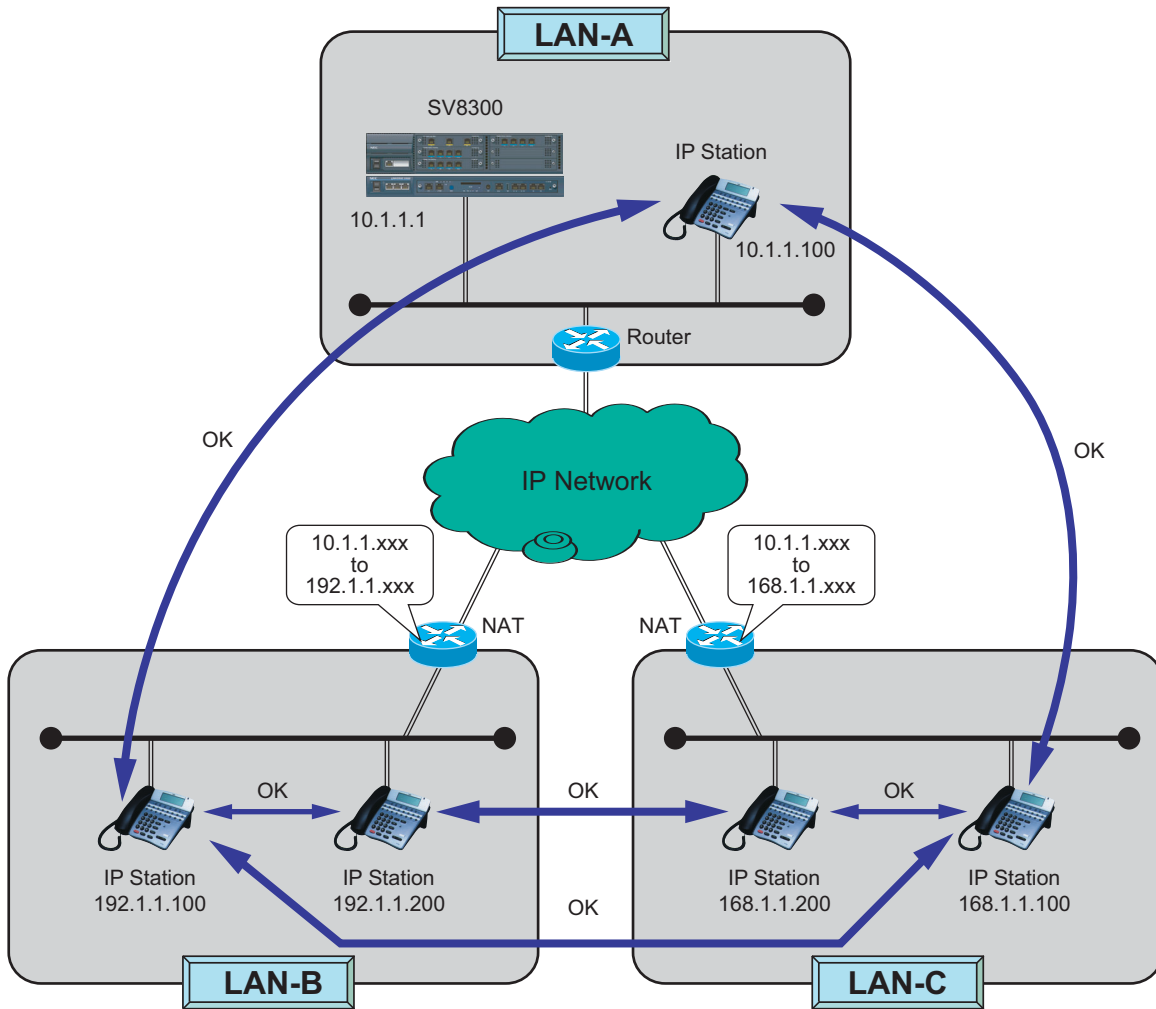 LAN-A
SV8300
IP Station
10.1.1.1
10.1.1.100
Router
OK
OK
IP Network
10.1.1.xxx
to
192.1.1.xxx
10.1.1.xxx
to
168.1.1.xxx
NAT
NAT
OK
OK
OK
IP Station
192.1.1.100
IP Station
192.1.1.200
IP Station
168.1.1.200
IP Station
168.1.1.100
OK
LAN-B
LAN-C